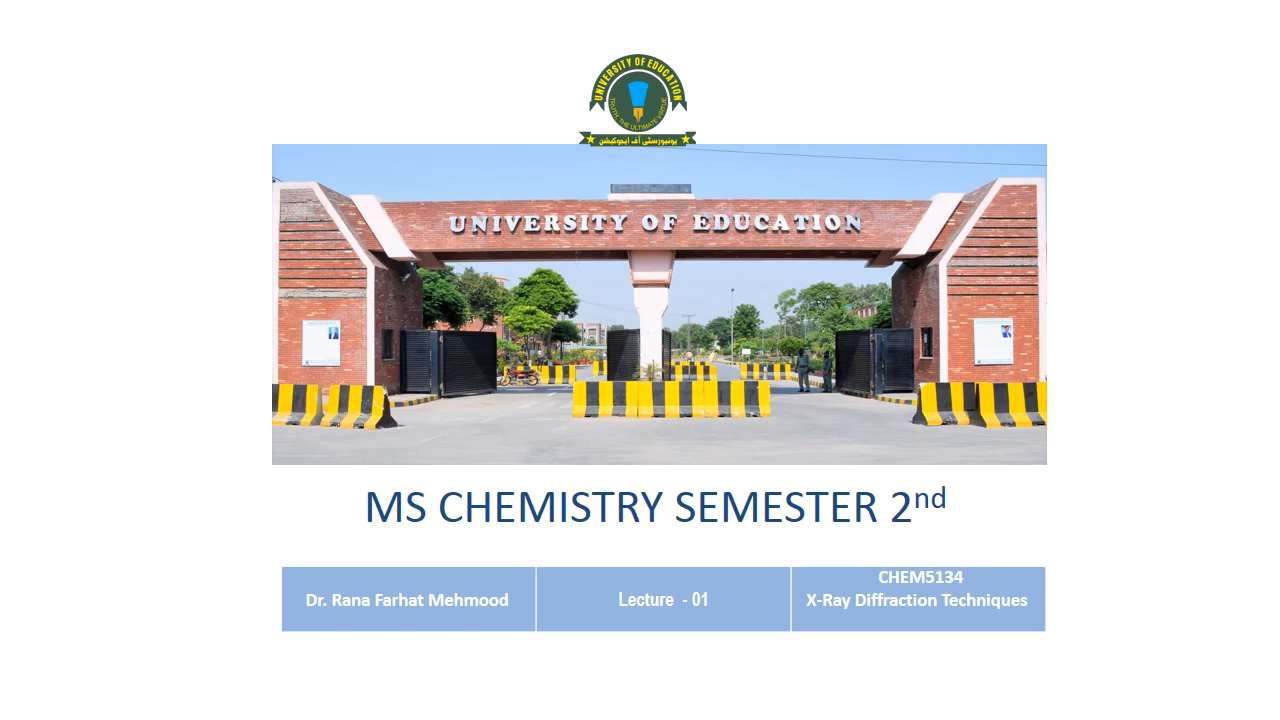 UNIVERSITY OF EDUCATION
TRUTH, THE ULTIMATE VIRTUE
یونیورسٹی آف ایجوکیشن
UNIVERSITY OF EDUCATION
MS CHEMISTRY SEMESTER 2nd
Dr. Rana Farhat Mehmood
Lecture - 01
CHEM5134
X-Ray Diffraction Techniques